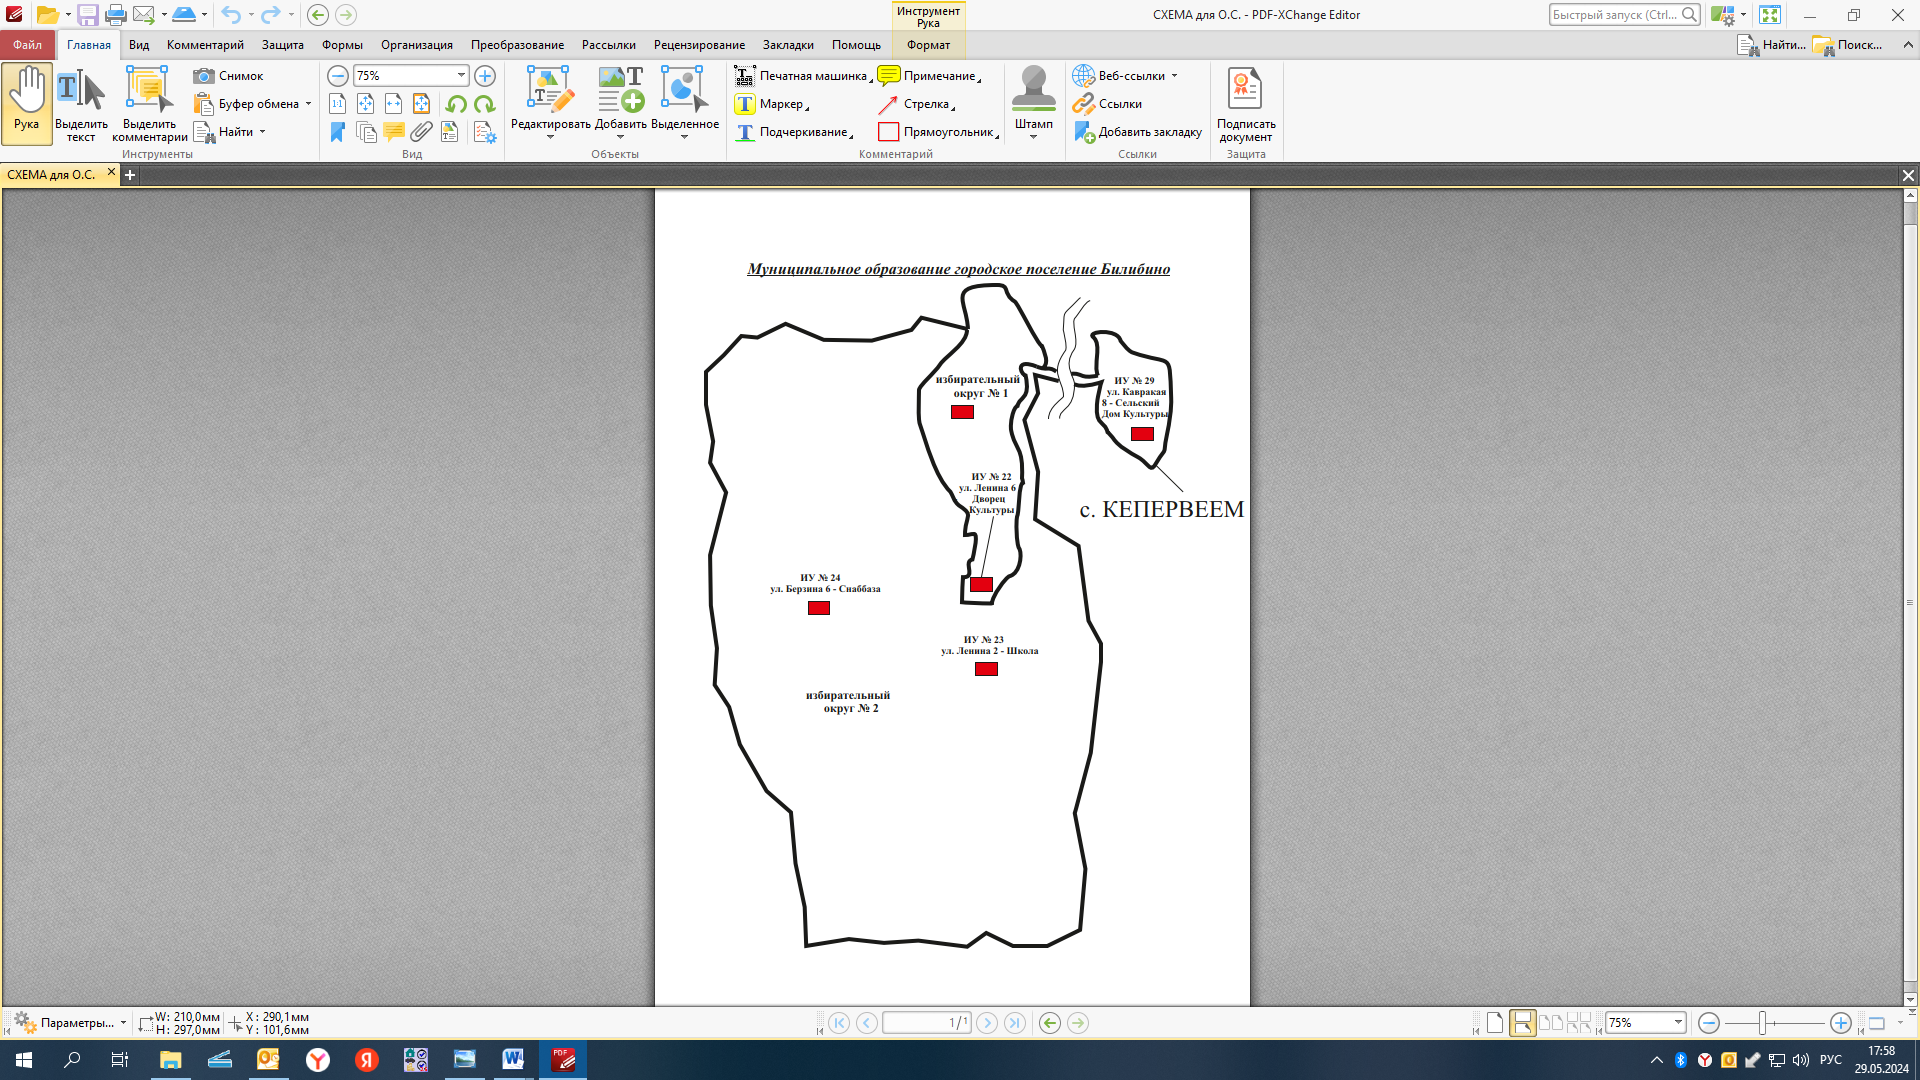 Инструмент
Рука
СХЕМА для О.С. - PDF-XChange Editor
Быстрый запуск (Ctrl...
Файл
Главная
Вид
Комментарий
Защита
Формы
Организация
Преобразование
Рассылки
Рецензирование
Закладки
Помощь
Формат
Найти...
Поиск...
Рука
Выделить
текст
Выделить
комментарии
Снимок
Буфер обмена
Найти
Инструменты
75%
Вид
Редактировать
Добавить
Выделенное
Объекты
Печатная машинка
Маркер
Подчеркивание
Примечание
Стрелка
Прямоугольник
Штамп
Комментарий
Веб-ссылки
Ссылки
Добавить закладку
Ссылки
Подписать
документ
Защита
СХЕМА для О.С.
Муниципальное образование городское поселение Билибино
избирательный
округ № 1
ИУ № 29
ул. Кавракая
8 - Сельский
Дом Культуры
ИУ № 22
ул. Ленина 6
Дворец
Культуры
с. КЕПЕРВЕЕМ
ИУ № 24
ул. Берзина 6 - Снаббаза
ИУ № 23
ул. Ленина 2 - Школа
избирательный
округ № 2
Параметры...
W: 210,0мм
H: 297,0мм
X: 290,1мм
Y: 101,6мм
1/1
75%
РУС
17:58
29.05.2024